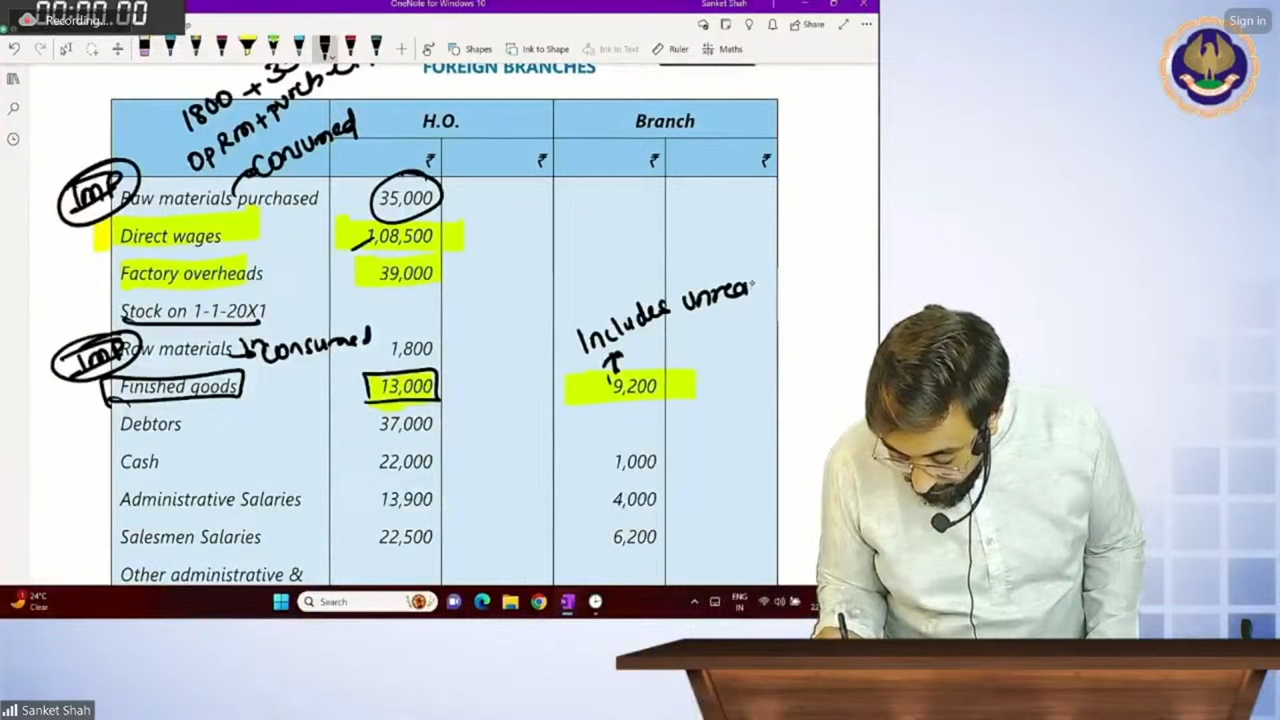 00:00:00.00
Recording...
OneNote for Windows 10
Sanket Shah
Sign in
Share
Shapes
Ink to Shape
Ink to Text
Ruler
Maths
FOREIGN BRANCHES
1800 +
Op Rm + purch
Consumed
H.O. Branch
₹ ₹ ₹ ₹
Imp Raw materials purchased 35,000
Direct wages 1,08,500
Factory overheads 39,000
Includes unrea
Stock on 1-1-20X1
Imp Raw materials Consumed 1,800
Finished goods 13,000 9,200
Debtors 37,000
Cash 22,000 1,000
Administrative Salaries 13,900 4,000
Salesmen Salaries 22,500 6,200
Other administrative &
1
24°C
Clear
Search
ENG
IN
Sanket Shah